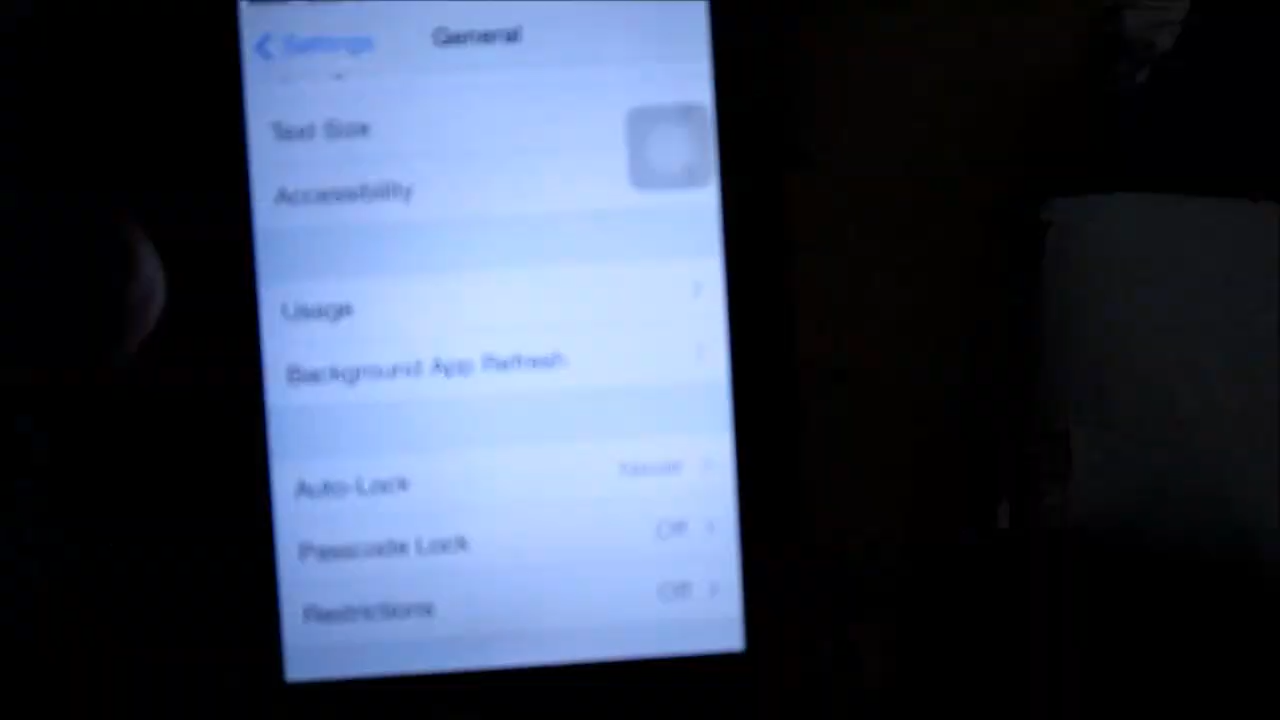 Settings
General
Text Size
Accessibility
Usage
Background App Refresh
Auto-Lock
Passcode Lock
Off
Restrictions
Off